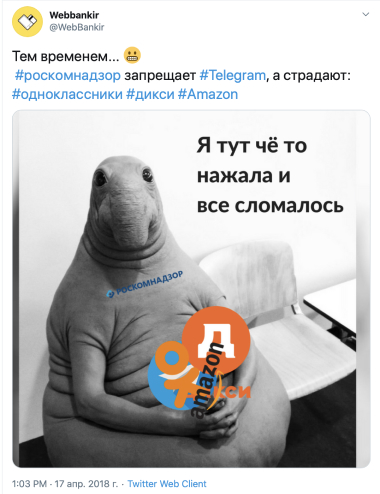 Webbankir
@WebBankir
Тем временем... 😬
#роскомнадзор запрещает #Telegram, а страдают:
#одноклассники #дикси #Amazon
Я тут чё то
нажала и
все сломалось
РОСКОМНАДЗОР
Д
amazon
кси
1:03 PM · 17 апр. 2018 г. · Twitter Web Client